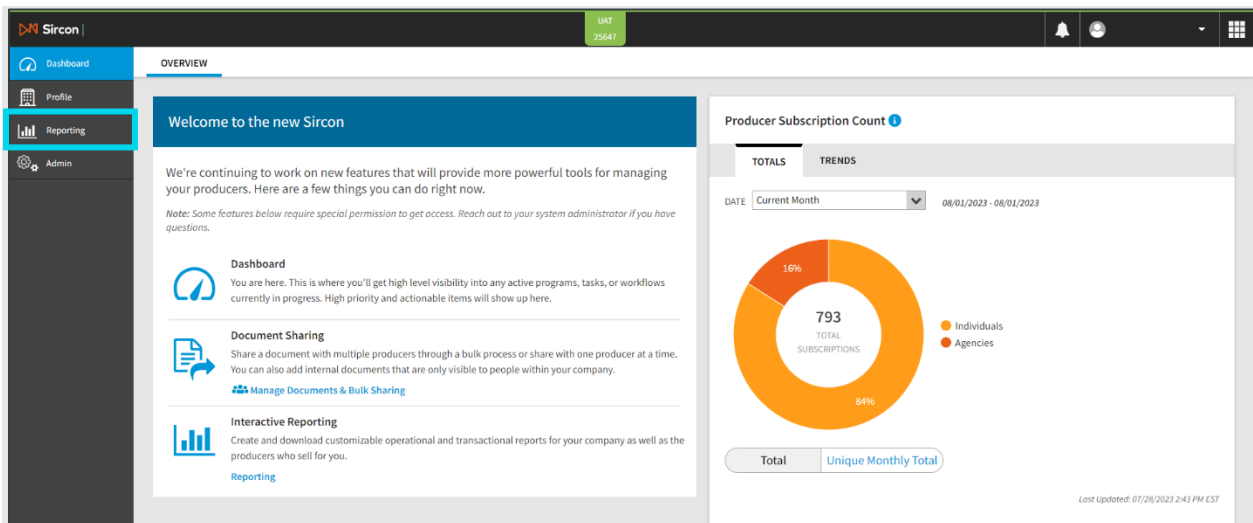 Sircon|
UAT
25647
Dashboard
Profile
Reporting
Admin
OVERVIEW
Welcome to the new Sircon
We're continuing to work on new features that will provide more powerful tools for managing
your producers. Here are a few things you can do right now.
Note: Some features below require special permission to get access. Reach out to your system administrator if you have
questions.
Dashboard
You are here. This is where you'll get high level visibility into any active programs, tasks, or workflows
currently in progress. High priority and actionable items will show up here.
Document Sharing
Share a document with multiple producers through a bulk process or share with one producer at a time.
You can also add internal documents that are only visible to people within your company.
Manage Documents & Bulk Sharing
Interactive Reporting
Create and download customizable operational and transactional reports for your company as well as the
producers who sell for you.
Reporting
Producer Subscription Count
TOTALS TRENDS
DATE Current Month 08/01/2023 - 08/01/2023
16%
793
TOTAL
SUBSCRIPTIONS
84%
Individuals
Agencies
Total Unique Monthly Total
Last Updated: 07/28/2023 2:43 PM EST